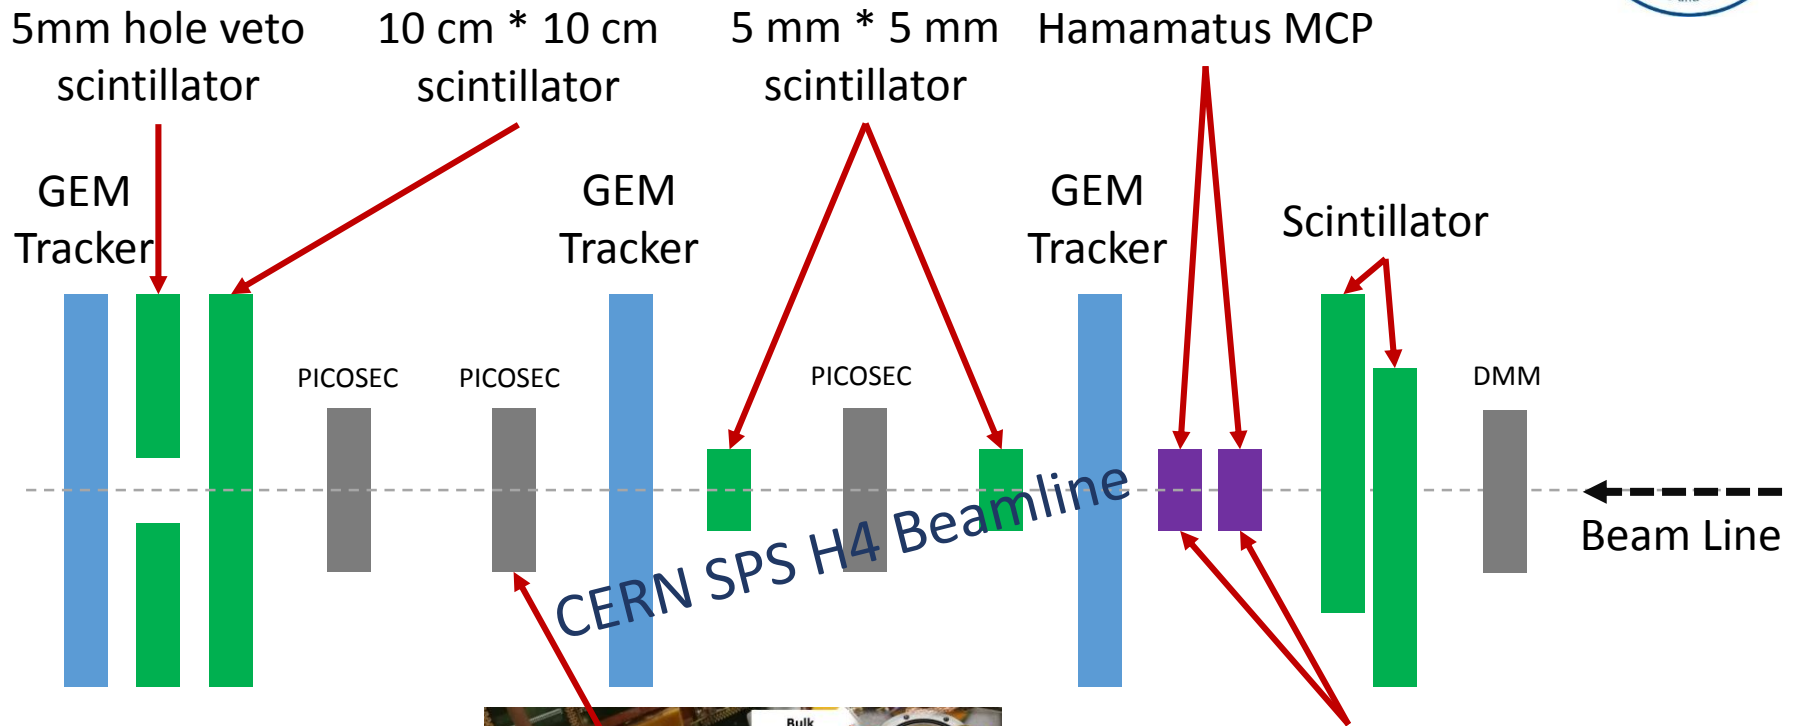 5mm hole veto
scintillator
10 cm * 10 cm
scintillator
5 mm * 5 mm
scintillator
Hamamatus MCP
GEM
Tracker
GEM
Tracker
GEM
Tracker
Scintillator
PICOSEC
PICOSEC
PICOSEC
DMM
CERN SPS H4 Beamline
Beam Line
Bulk